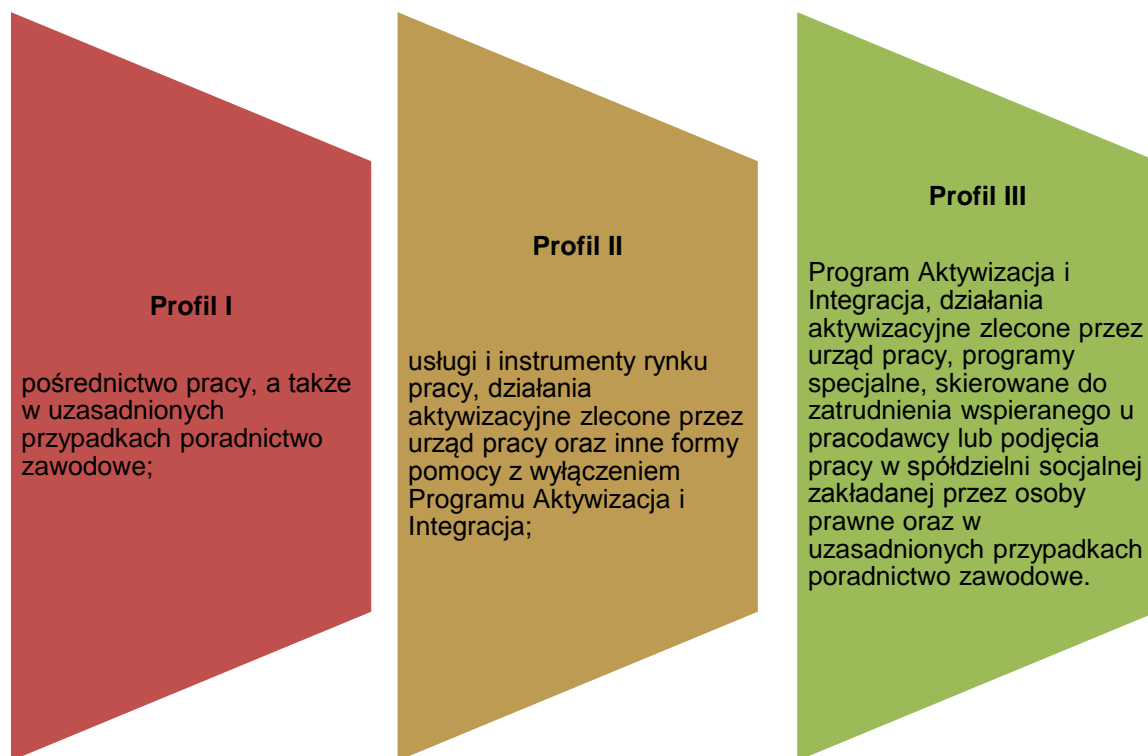 Profil I
pośrednictwo pracy, a także
w uzasadnionych
przypadkach poradnictwo
zawodowe;
Profil II
usługi i instrumenty rynku
pracy, działania
aktywizacyjne zlecone przez
urząd pracy oraz inne formy
pomocy z wyłączeniem
Programu Aktywizacja i
Integracja;
Profil III
Program Aktywizacja i
Integracja, działania
aktywizacyjne zlecone przez
urząd pracy, programy
specjalne, skierowane do
zatrudnienia wspieranego u
pracodawcy lub podjęcia
pracy w spółdzielni socjalnej
zakładanej przez osoby
prawne oraz w
uzasadnionych przypadkach
poradnictwo zawodowe.